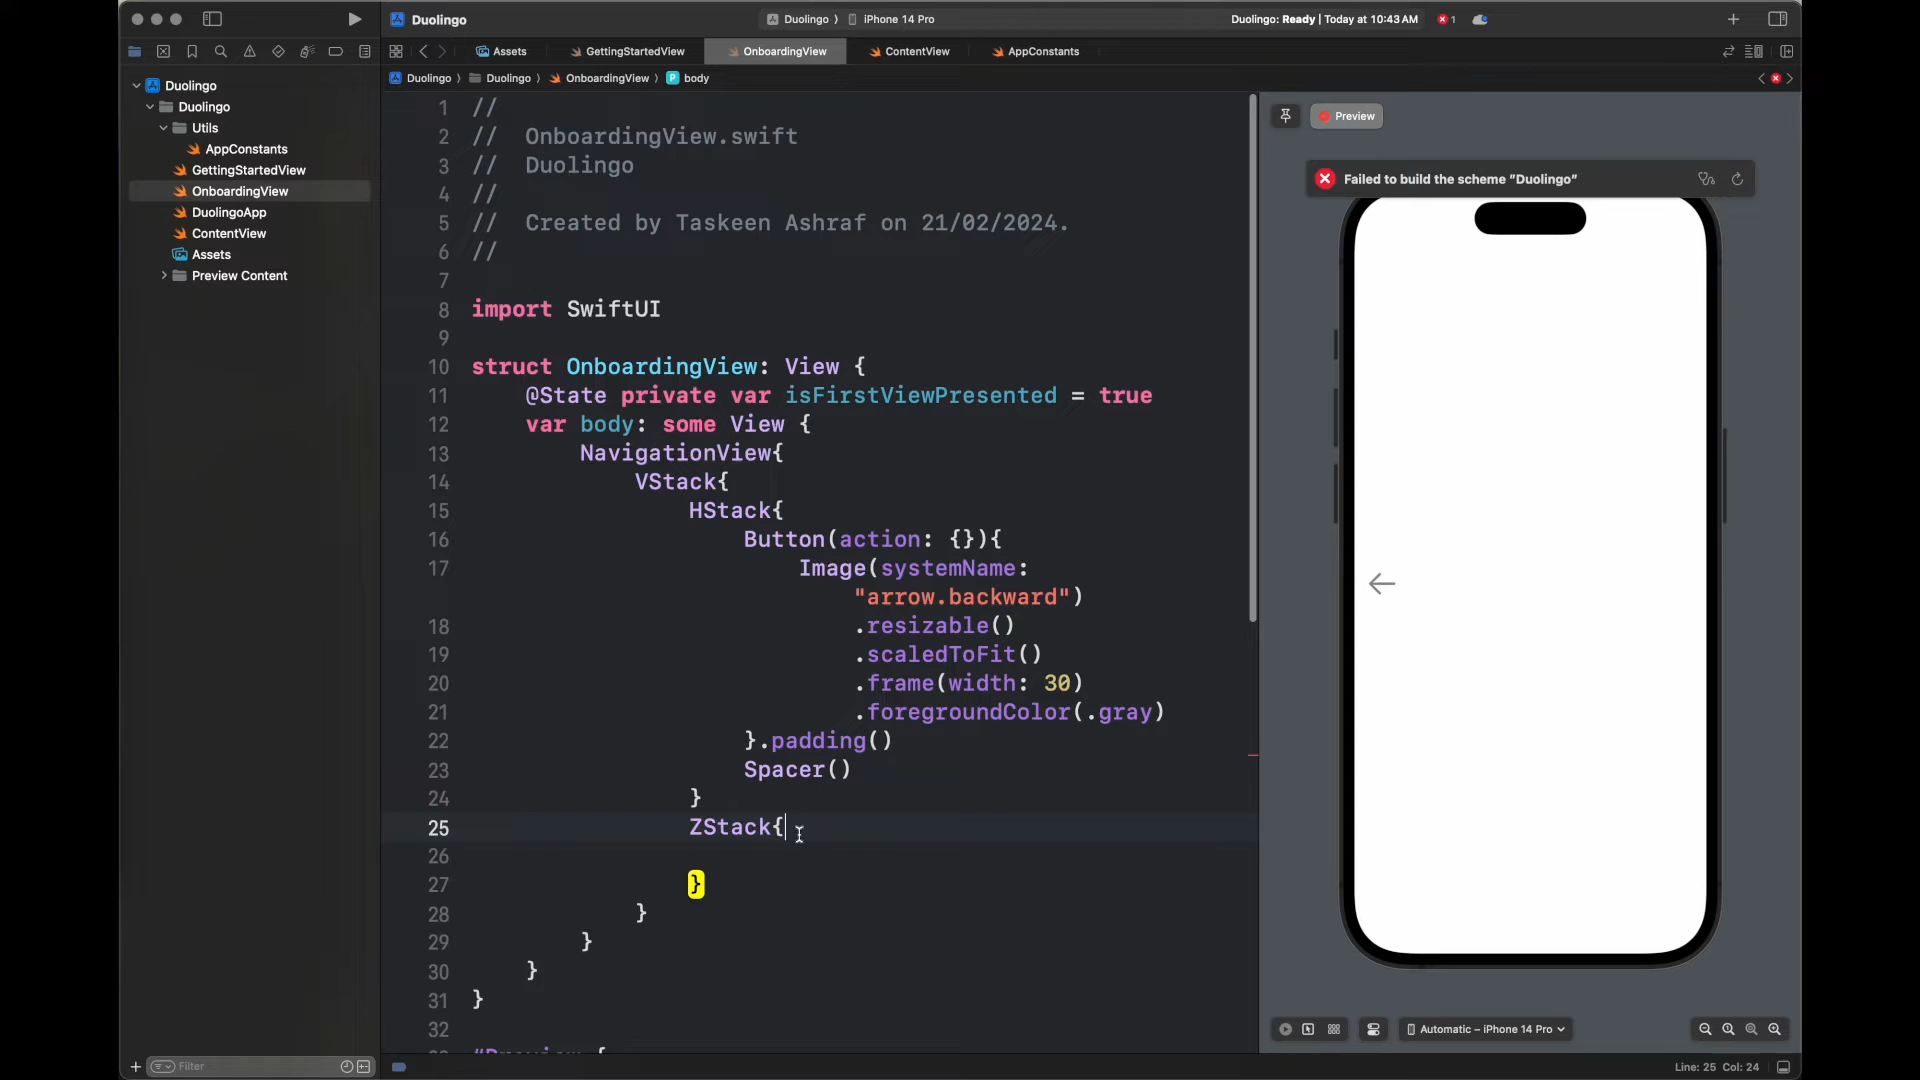 Duolingo
Duolingo 〉 iPhone 14 Pro
Duolingo: Ready | Today at 10:43 AM
1
Assets
GettingStartedView
OnboardingView
ContentView
AppConstants
Duolingo
Duolingo
Utils
AppConstants
GettingStartedView
OnboardingView
DuolingoApp
ContentView
Assets
Preview Content
Filter
Duolingo 〉 Duolingo 〉 OnboardingView 〉 P body
1 //
2 //  OnboardingView.swift
3 //  Duolingo
4 //
5 //  Created by Taskeen Ashraf on 21/02/2024.
6 //
7
8 import SwiftUI
9
10 struct OnboardingView: View {
11 @State private var isFirstViewPresented = true
12 var body: some View {
13 NavigationView{
14 VStack{
15 HStack{
16 Button(action: {}){
17 Image(systemName:
"arrow.backward")
18 .resizable()
19 .scaledToFit()
20 .frame(width: 30)
21 .foregroundColor(.gray)
22 }.padding()
23 Spacer()
24 }
25 ZStack{
26
27 }
28 }
29 }
30 }
31 }
32
#Preview {
Preview
Failed to build the scheme "Duolingo"
Automatic – iPhone 14 Pro
Line: 25 Col: 24